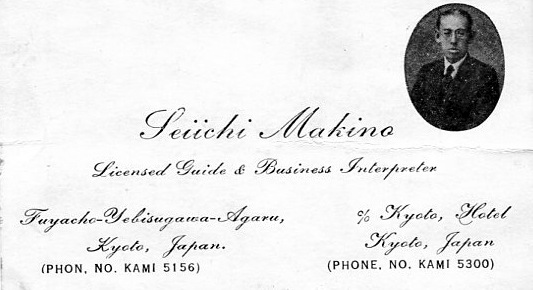 Seiichi Makino
Licensed Guide & Business Interpreter
Fuyacho-Yebisugawa-Agaru,
Kyoto, Japan.
(PHON, NO. KAMI 5156)
℅ Kyoto, Hotel
Kyoto, Japan
(PHONE, NO. KAMI 5300)